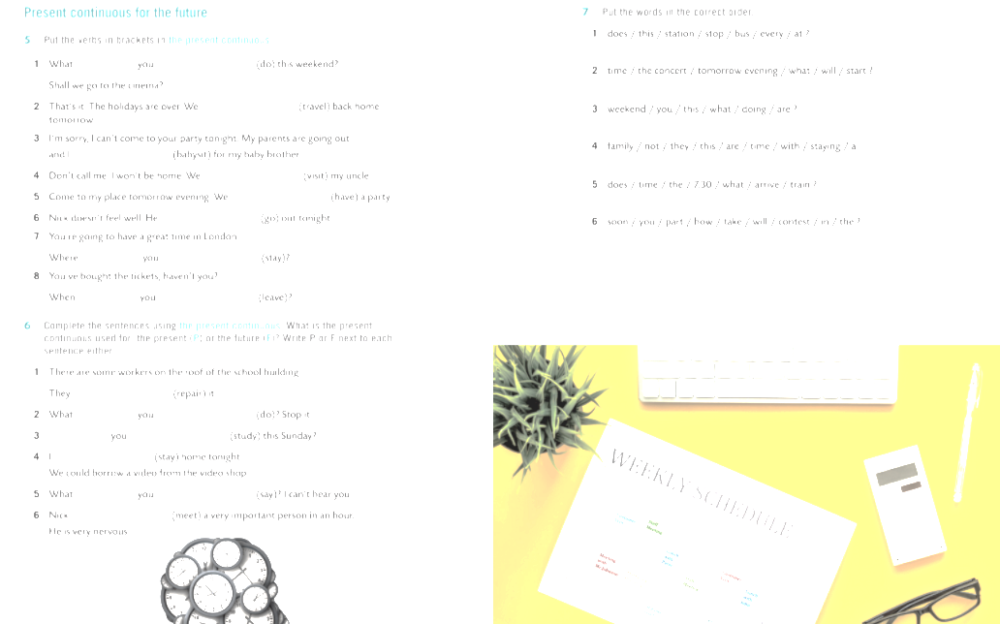 Present continuous for the future
5 Put the verbs in brackets in the present continuous.
1 What you (do) this weekend?
Shall we go to the cinema?
2 That's it. The holidays are over. We (travel) back home
tomorrow.
3 I'm sorry, I can't come to your party tonight. My parents are going out
and I (babysit) for my baby brother.
4 Don't call me. I won't be home. We (visit) my uncle.
5 Come to my place tomorrow evening. We (have) a party.
6 Nick doesn't feel well. He (go) out tonight.
7 You're going to have a great time in London.
Where you (stay)?
8 You've bought the tickets, haven't you?
When you (leave)?
6 Complete the sentences using the present continuous. What is the present
continuous used for: the present (P) or the future (F)? Write P or F next to each
sentence either.
1 There are some workers on the roof of the school building.
They (repair) it.
2 What you (do)? Stop it.
3 you (study) this Sunday?
4 I (stay) home tonight.
We could borrow a video from the video shop.
5 What you (say)? I can't hear you.
6 Nick (meet) a very important person in an hour.
He is very nervous.
7 Put the words in the correct order.
1 does / this / station / stop / bus / every / at ?
2 time / the concert / tomorrow evening / what / will / start ?
3 weekend / you / this / what / doing / are ?
4 family / not / they / this / are / time / with / staying / a
5 does / time / the / 7.30 / what / arrive / train ?
6 soon / you / part / how / take / will / contest / in / the ?
WEEKLY SCHEDULE